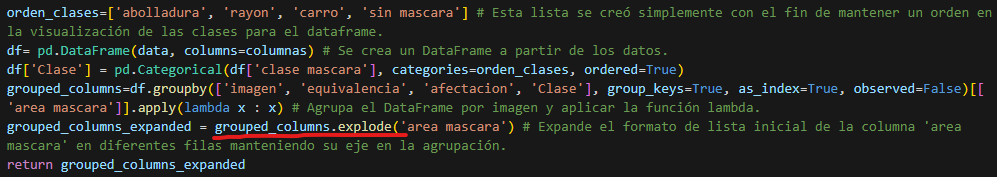 orden_clases=['abolladura', 'rayon', 'carro', 'sin mascara'] # Esta lista se creó simplemente con el fin de mantener un orden en
la visualización de las clases para el dataframe.
df= pd.DataFrame(data, columns=columnas) # Se crea un DataFrame a partir de los datos.
df['Clase'] = pd.Categorical(df['clase mascara'], categories=orden_clases, ordered=True)
grouped_columns=df.groupby(['imagen', 'equivalencia', 'afectacion', 'Clase'], group_keys=True, as_index=True, observed=False)[[
'area mascara']].apply(lambda x : x) # Agrupa el DataFrame por imagen y aplicar la función lambda.
grouped_columns_expanded = grouped_columns.explode('area mascara') # Expande el formato de lista inicial de la columna 'area
mascara' en diferentes filas manteniendo su eje en la agrupación.
return grouped_columns_expanded